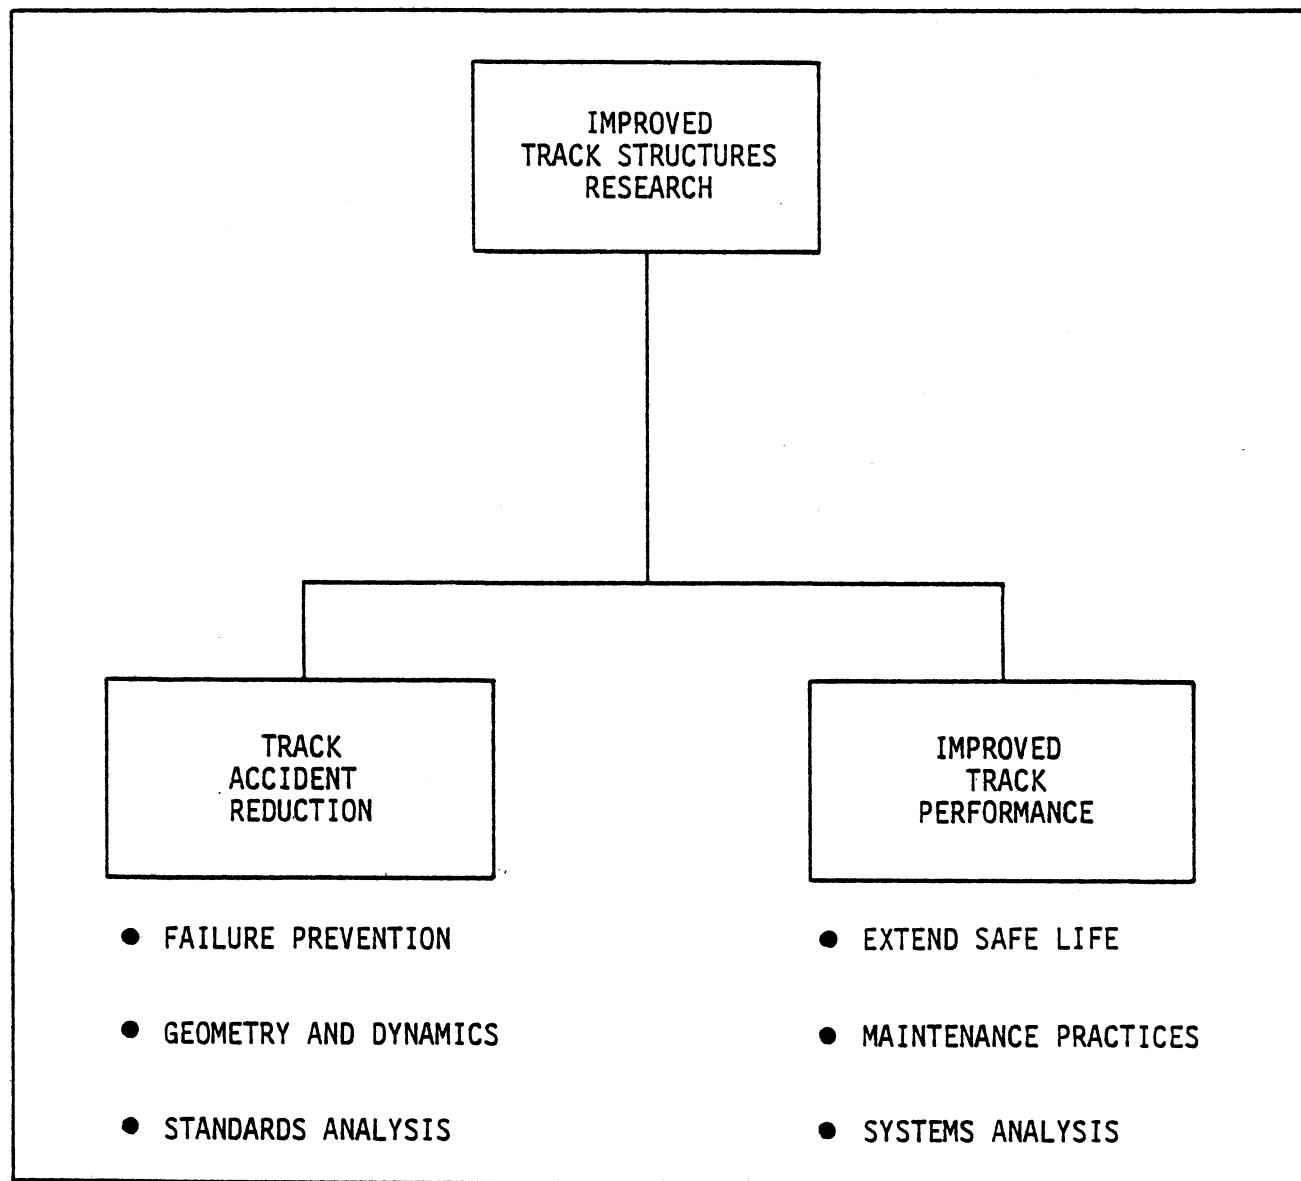 IMPROVED
TRACK STRUCTURES
RESEARCH
TRACK
ACCIDENT
REDUCTION
● FAILURE PREVENTION
● GEOMETRY AND DYNAMICS
● STANDARDS ANALYSIS
IMPROVED
TRACK
PERFORMANCE
● EXTEND SAFE LIFE
● MAINTENANCE PRACTICES
● SYSTEMS ANALYSIS